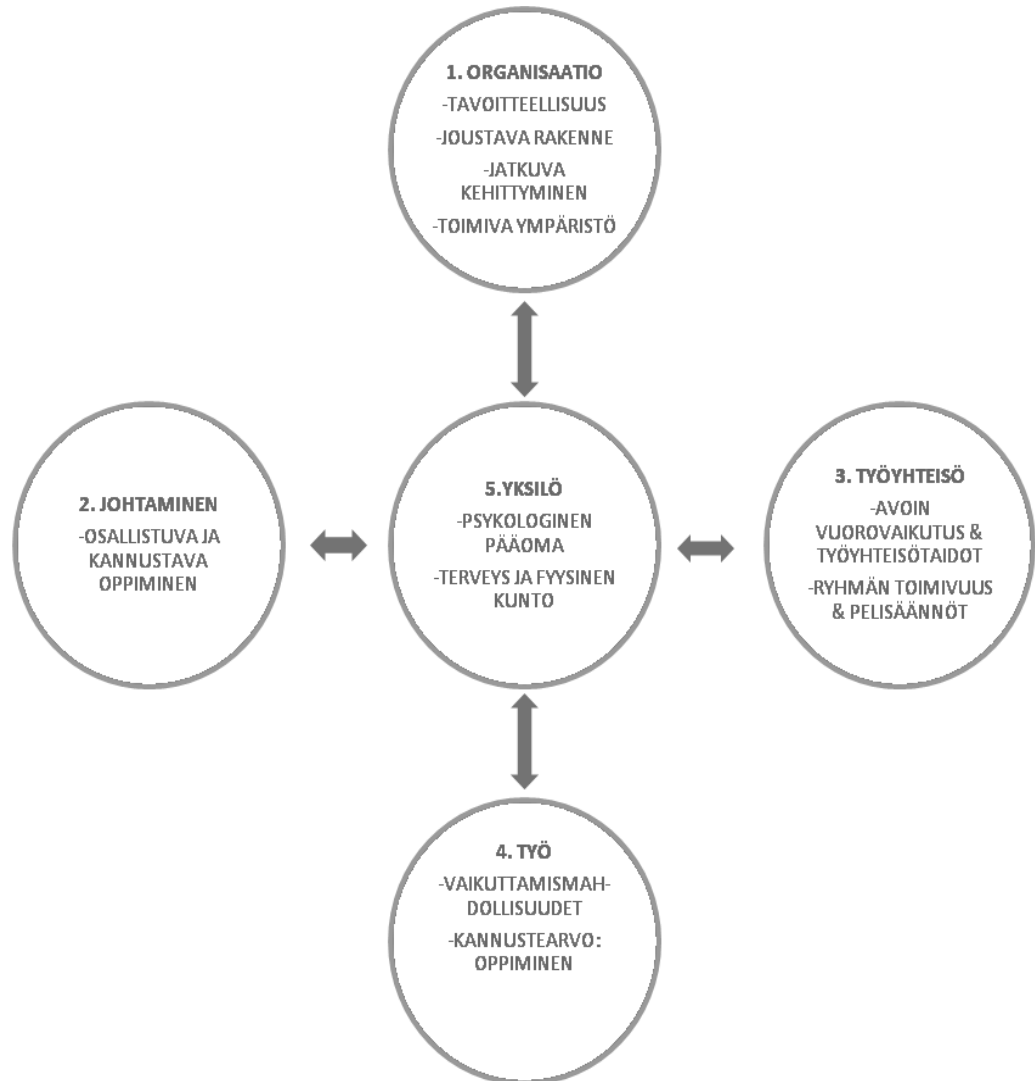 1. ORGANISAATIO
-TAVOITTEELLISUUS
-JOUSTAVA RAKENNE
-JATKUVA
KEHITTYMINEN
-TOIMIVA YMPÄRISTÖ
2. JOHTAMINEN
-OSALLISTUVA JA
KANNUSTAVA
OPPIMINEN
5.YKSILÖ
-PSYKOLOGINEN
PÄÄOMA
-TERVEYS JA FYYSINEN
KUNTO
3. TYÖYHTEISÖ
-AVOIN
VUOROVAIKUTUS &
TYÖYHTEISÖTAIDOT
-RYHMÄN TOIMIVUUS
& PELISÄÄNNÖT
4. TYÖ
-VAIKUTTAMISMAH-
DOLLISUUDET
-KANNUSTEARVO:
OPPIMINEN